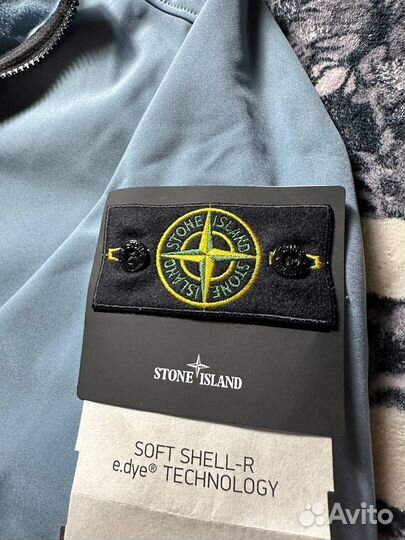 STONE ISLAND STONE ISLAND
STONE ISLAND
SOFT SHELL-R
e.dye® TECHNOLOGY
Avito